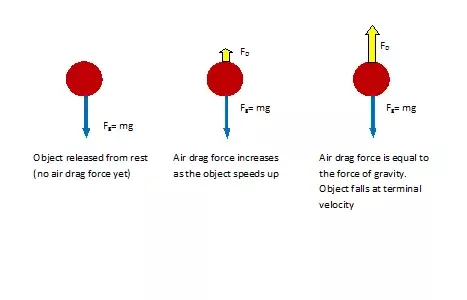 F_D
F_D
F_g= mg
F_g= mg
F_g= mg
Object released from rest
(no air drag force yet)
Air drag force increases
as the object speeds up
Air drag force is equal to
the force of gravity.
Object falls at terminal
velocity